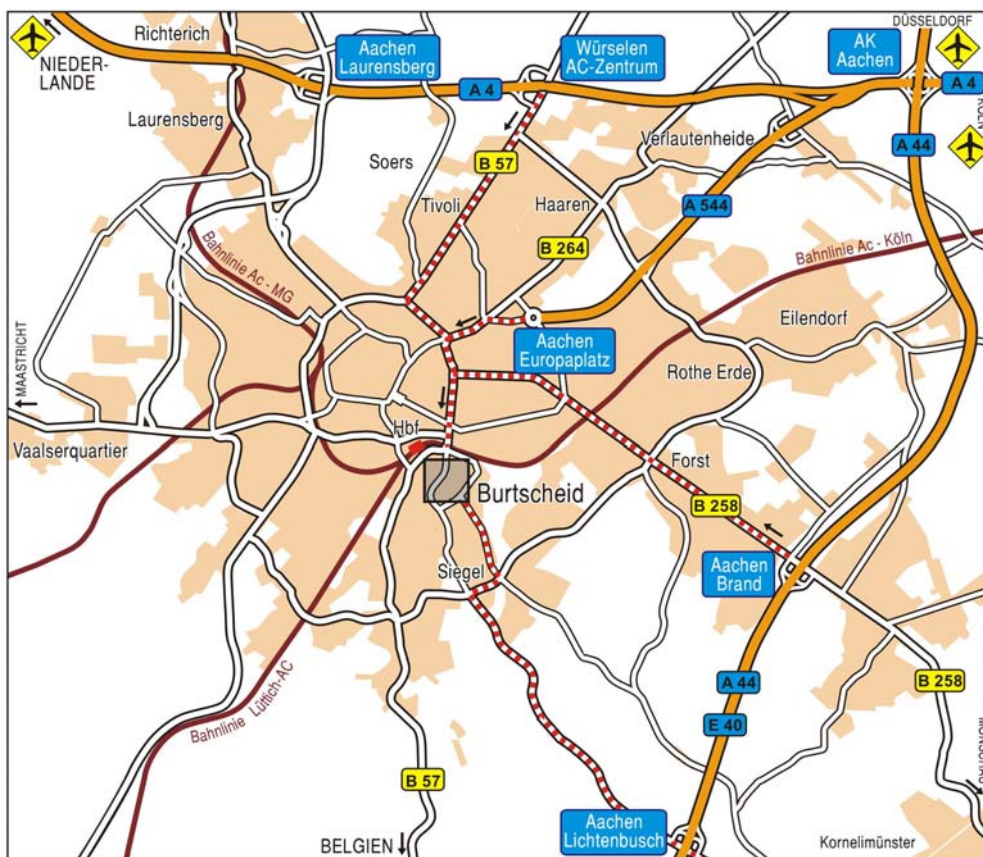 DÜSSELDORF
Richterich
Aachen
Laurensberg
Würselen
AC-Zentrum
AK
Aachen
NIEDER-
LANDE
A 4
A 4
KÖLN
Laurensberg
Verlautenheide
A 44
Soers
B 57
Tivoli
Haaren
A 544
B 264
Bahnlinie Ac - MG
Bahnlinie Ac - Köln
Eilendorf
Aachen
Europaplatz
MAASTRICHT
Rothe Erde
Vaalserquartier
Hbf
Forst
Burtscheid
B 258
Siegel
Aachen
Brand
A 44
B 258
E 40
Bahnlinie Lüttich-AC
MONSCHAU
B 57
Aachen
Lichtenbusch
BELGIEN
Kornelimünster